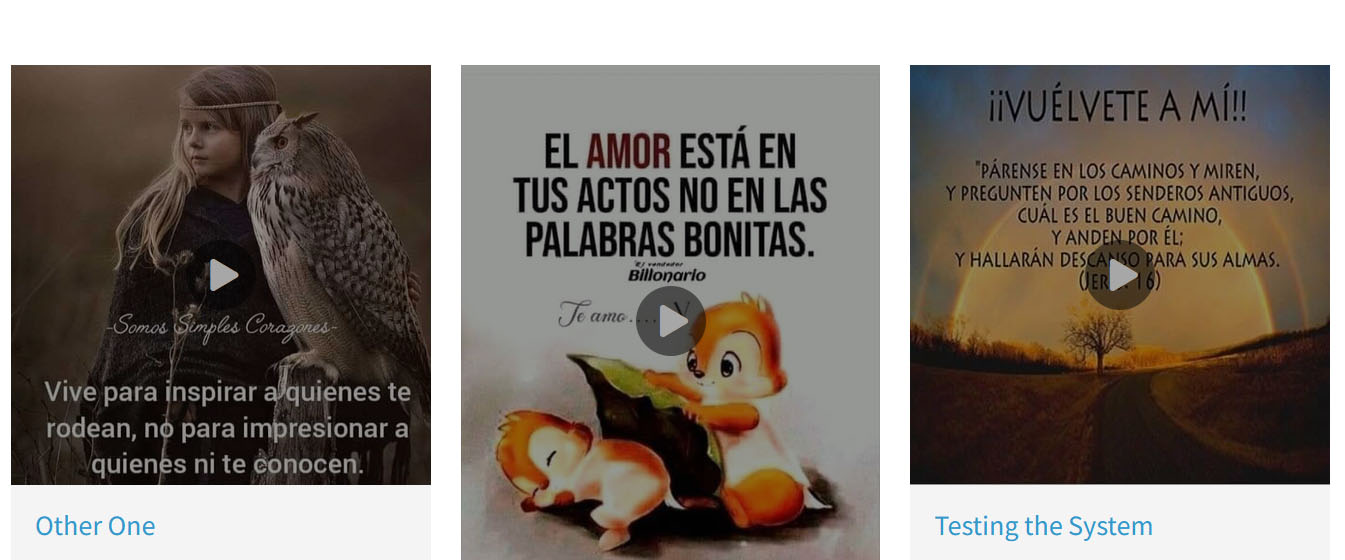 -Somos Simples Corazones-
Vive para inspirar a quienes te
rodean, no para impresionar a
quienes ni te conocen.
Other One
EL AMOR ESTÁ EN
TUS ACTOS NO EN LAS
PALABRAS BONITAS.
"El vendedor
Billonario
Te amo.....
¡¡VUÉLVETE A MÍ!!
"PÁRENSE EN LOS CAMINOS Y MIREN,
Y PREGUNTEN POR LOS SENDEROS ANTIGUOS,
CUÁL ES EL BUEN CAMINO,
Y ANDEN POR ÉL;
Y HALLARÁN DESCANSO PARA SUS ALMAS.
Testing the System